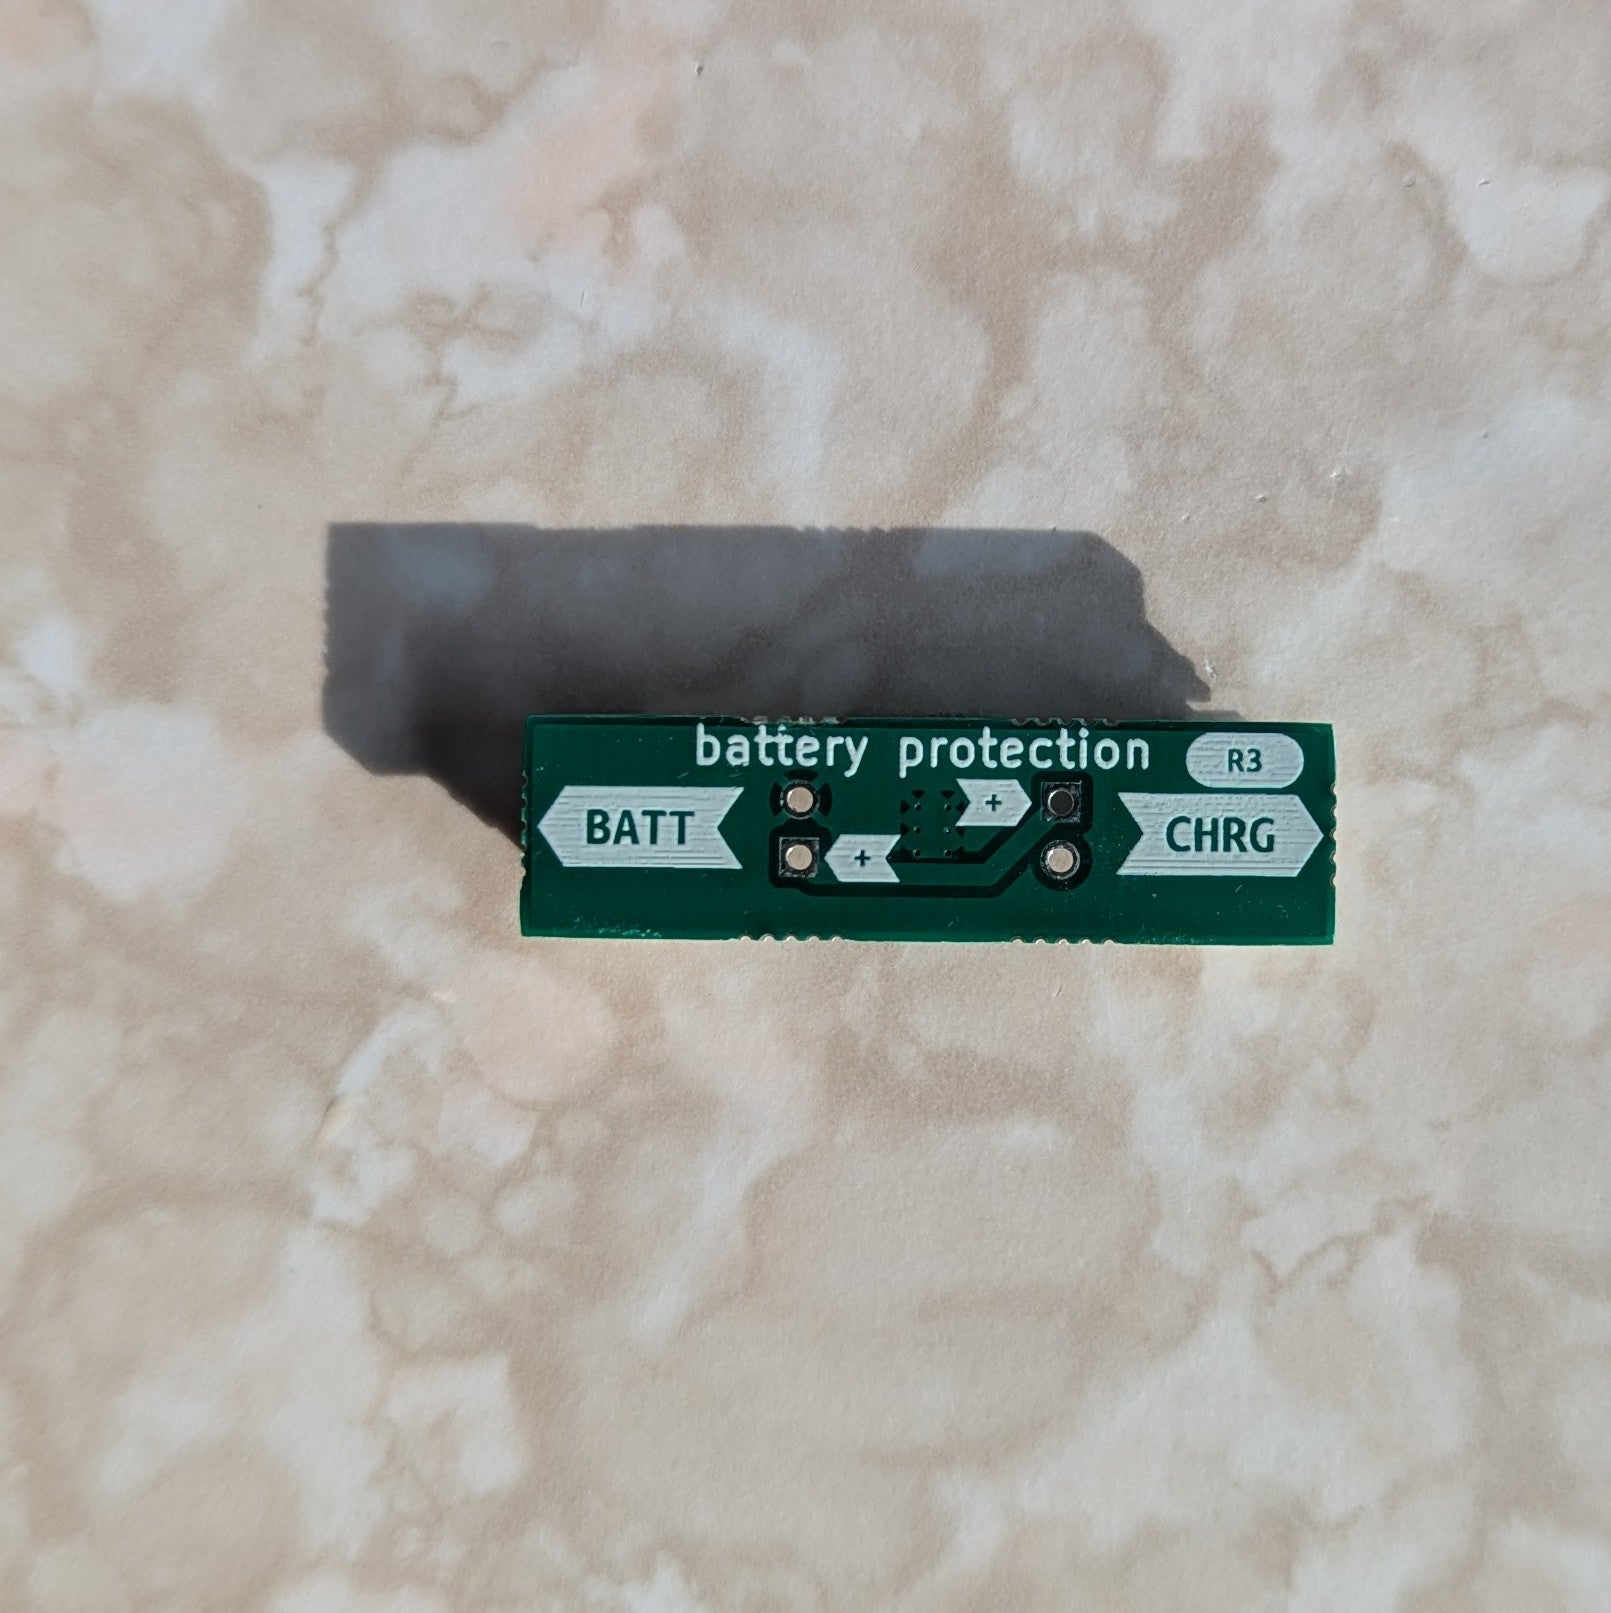 battery protection
R3
BATT
+
+
CHRG